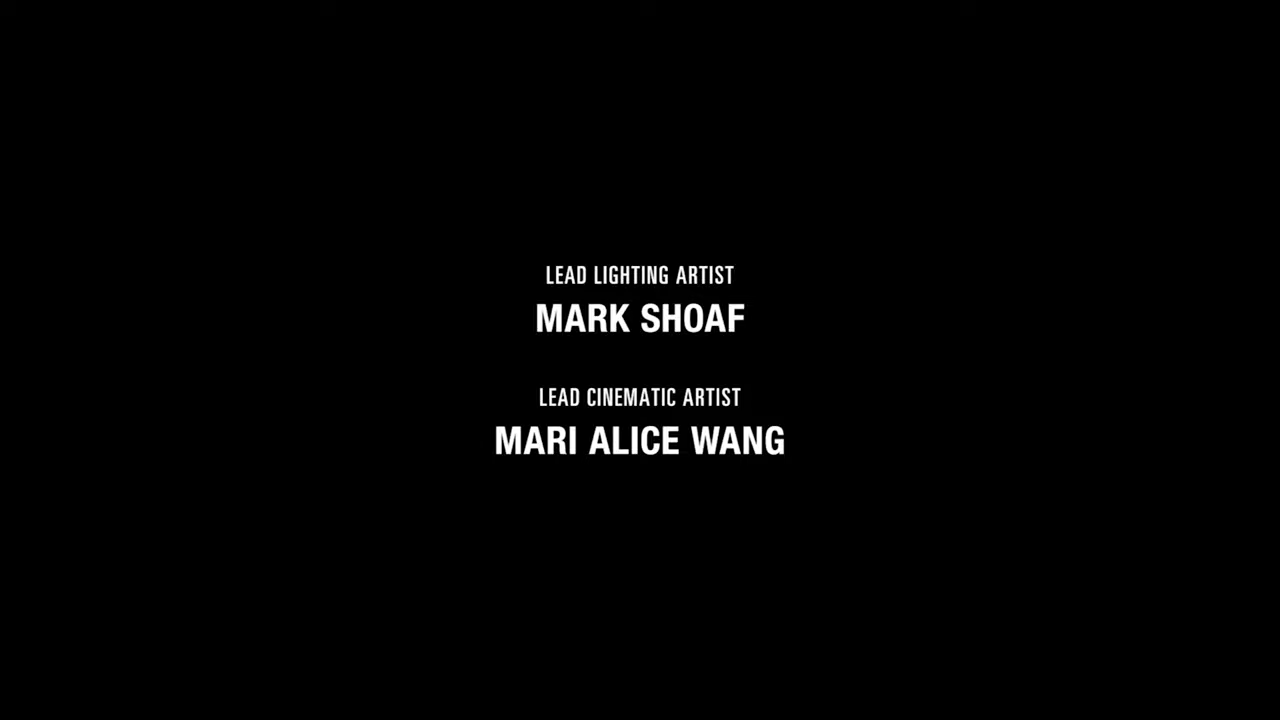 LEAD LIGHTING ARTIST
MARK SHOAF
LEAD CINEMATIC ARTIST
MARI ALICE WANG